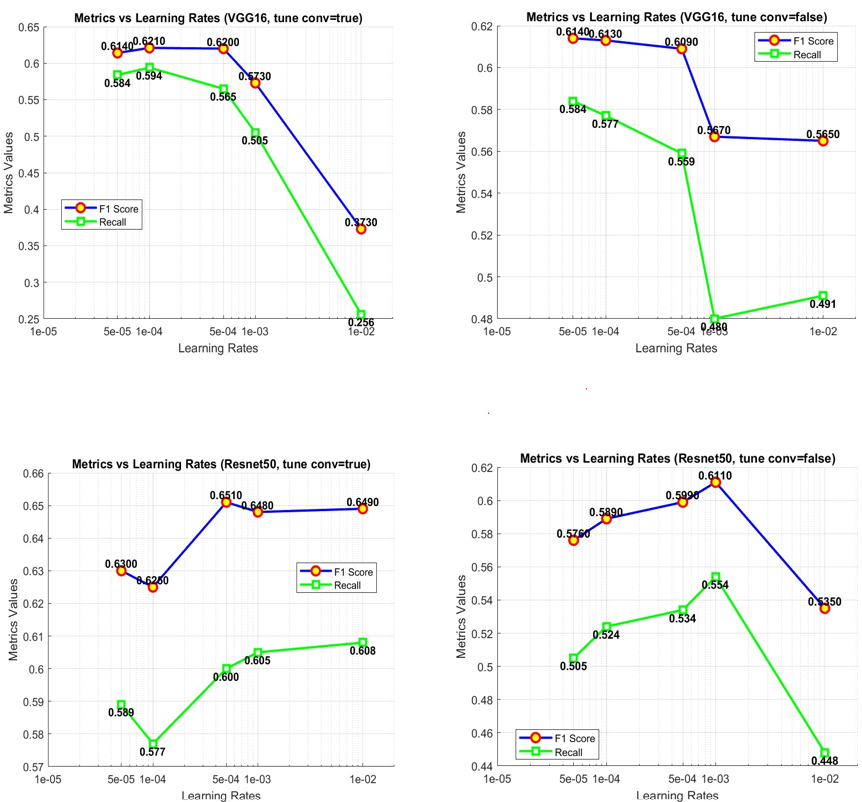 Metrics vs Learning Rates (VGG16, tune conv=true)
0.65
0.6
0.55
0.5
0.45
0.4
0.35
0.3
0.25
Metrics Values
0.6140
0.6210
0.6200
0.5730
0.3730
0.584
0.594
0.565
0.505
0.256
F1 Score
Recall
1e-05
5e-05
1e-04
5e-04
1e-03
1e-02
Learning Rates
Metrics vs Learning Rates (VGG16, tune conv=false)
0.62
0.6
0.58
0.56
0.54
0.52
0.5
0.48
Metrics Values
0.6140
0.6130
0.6090
0.5670
0.5650
0.584
0.577
0.559
0.480
0.491
F1 Score
Recall
1e-05
5e-05
1e-04
5e-04
1e-03
1e-02
Learning Rates
Metrics vs Learning Rates (Resnet50, tune conv=true)
0.66
0.65
0.64
0.63
0.62
0.61
0.6
0.59
0.58
0.57
Metrics Values
0.6300
0.6250
0.6510
0.6480
0.6490
0.589
0.577
0.600
0.605
0.608
F1 Score
Recall
1e-05
5e-05
1e-04
5e-04
1e-03
1e-02
Learning Rates
Metrics vs Learning Rates (Resnet50, tune conv=false)
0.62
0.6
0.58
0.56
0.54
0.52
0.5
0.48
0.46
0.44
Metrics Values
0.5760
0.5890
0.5990
0.6110
0.5350
0.505
0.524
0.534
0.554
0.448
F1 Score
Recall
1e-05
5e-05
1e-04
5e-04
1e-03
1e-02
Learning Rates